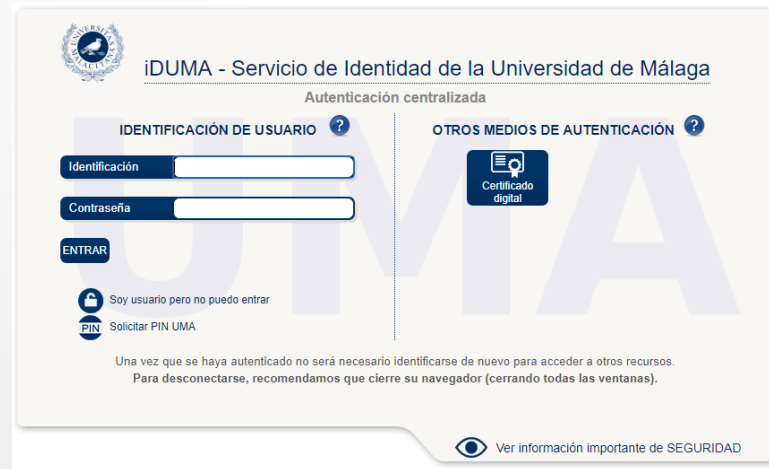 iDUMA - Servicio de Identidad de la Universidad de Málaga
Autenticación centralizada
IDENTIFICACIÓN DE USUARIO ?
Identificación
Contraseña
ENTRAR
Soy usuario pero no puedo entrar
PIN Solicitar PIN UMA
OTROS MEDIOS DE AUTENTICACIÓN ?
Certificado
digital
UMA
Una vez que se haya autenticado no será necesario identificarse de nuevo para acceder a otros recursos.
Para desconectarse, recomendamos que cierre su navegador (cerrando todas las ventanas).
Ver información importante de SEGURIDAD